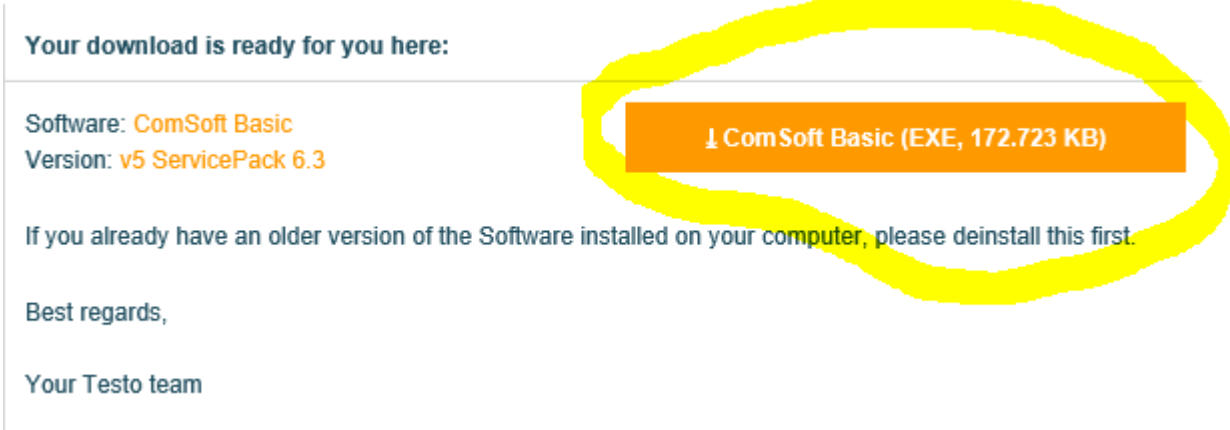 Your download is ready for you here:
Software: ComSoft Basic
Version: v5 ServicePack 6.3
ComSoft Basic (EXE, 172.723 KB)
If you already have an older version of the Software installed on your computer, please deinstall this first.
Best regards,
Your Testo team